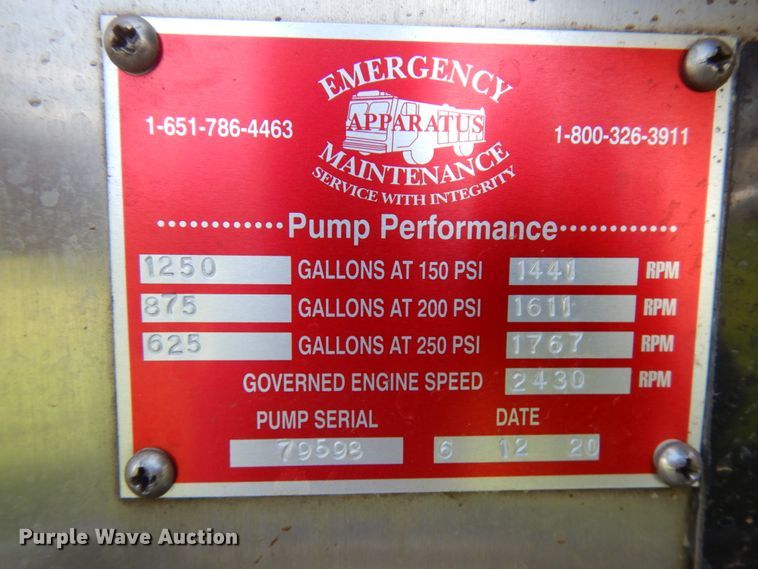 EMERGENCY
APPARATUS
MAINTENANCE
SERVICE WITH INTEGRITY
1-651-786-4463
1-800-326-3911
Pump Performance
1250 GALLONS AT 150 PSI 1441 RPM
875 GALLONS AT 200 PSI 1611 RPM
625 GALLONS AT 250 PSI 1767 RPM
GOVERNED ENGINE SPEED 2430 RPM
PUMP SERIAL DATE
79598 6 12 20
Purple Wave Auction